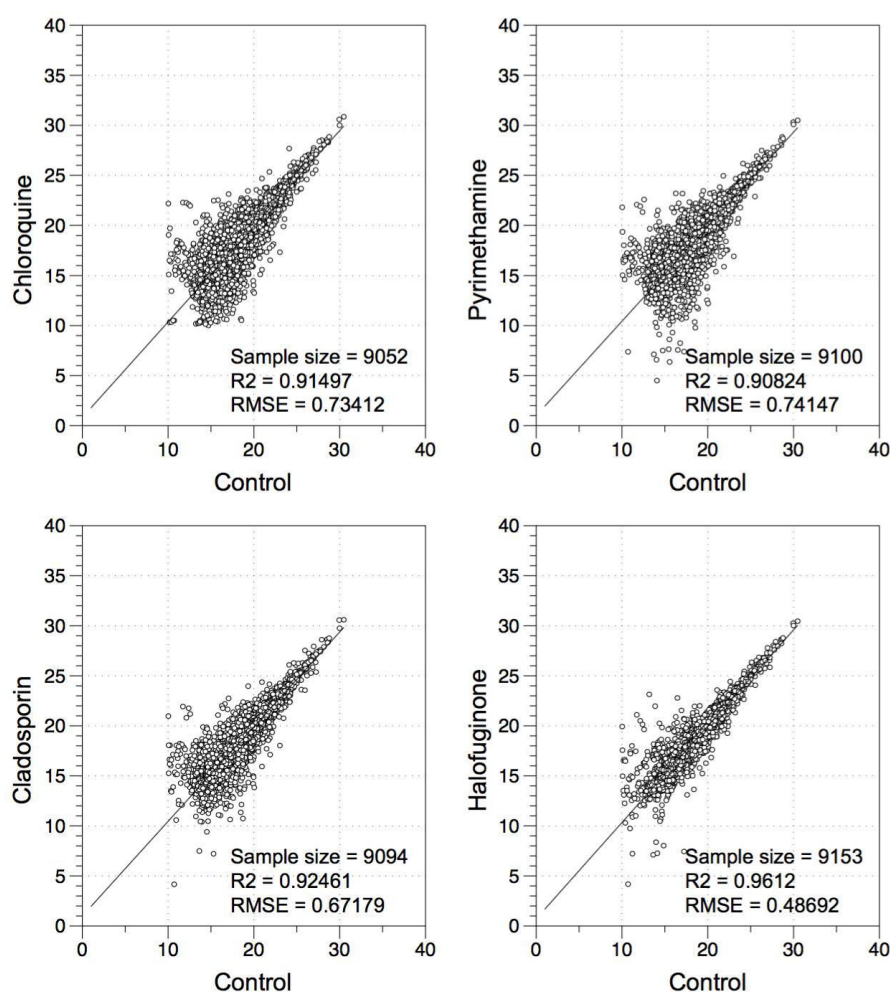 40
35
30
25
20
15
10
5
0
Chloroquine
Sample size = 9052
R2 = 0.91497
RMSE = 0.73412
0 10 20 30 40
Control
40
35
30
25
20
15
10
5
0
Pyrimethamine
Sample size = 9100
R2 = 0.90824
RMSE = 0.74147
0 10 20 30 40
Control
40
35
30
25
20
15
10
5
0
Cladosporin
Sample size = 9094
R2 = 0.92461
RMSE = 0.67179
0 10 20 30 40
Control
40
35
30
25
20
15
10
5
0
Halofuginone
Sample size = 9153
R2 = 0.9612
RMSE = 0.48692
0 10 20 30 40
Control